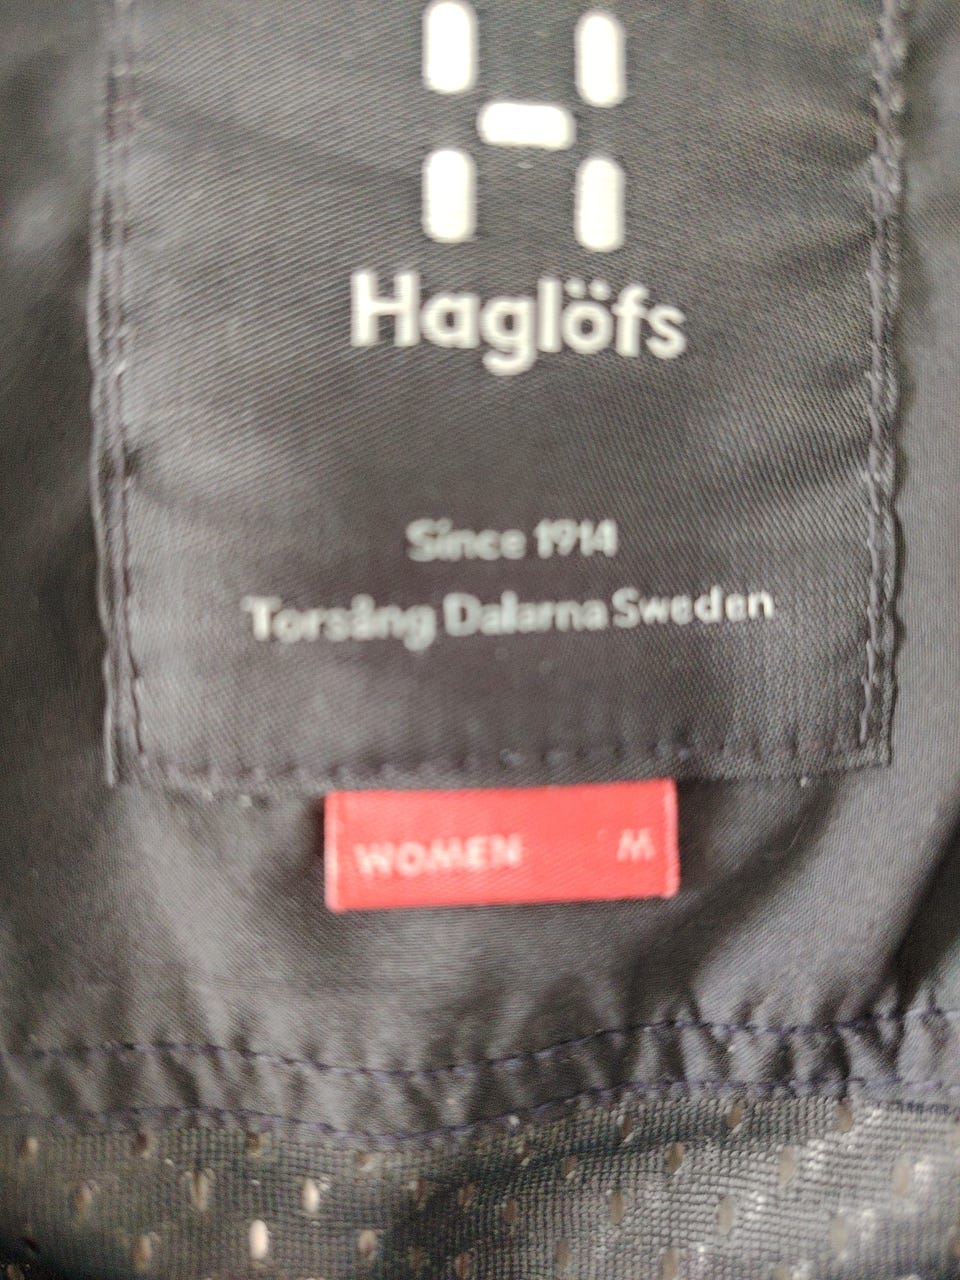 Haglöfs
Since 1914
Torsång Dalarna Sweden
WOMEN M